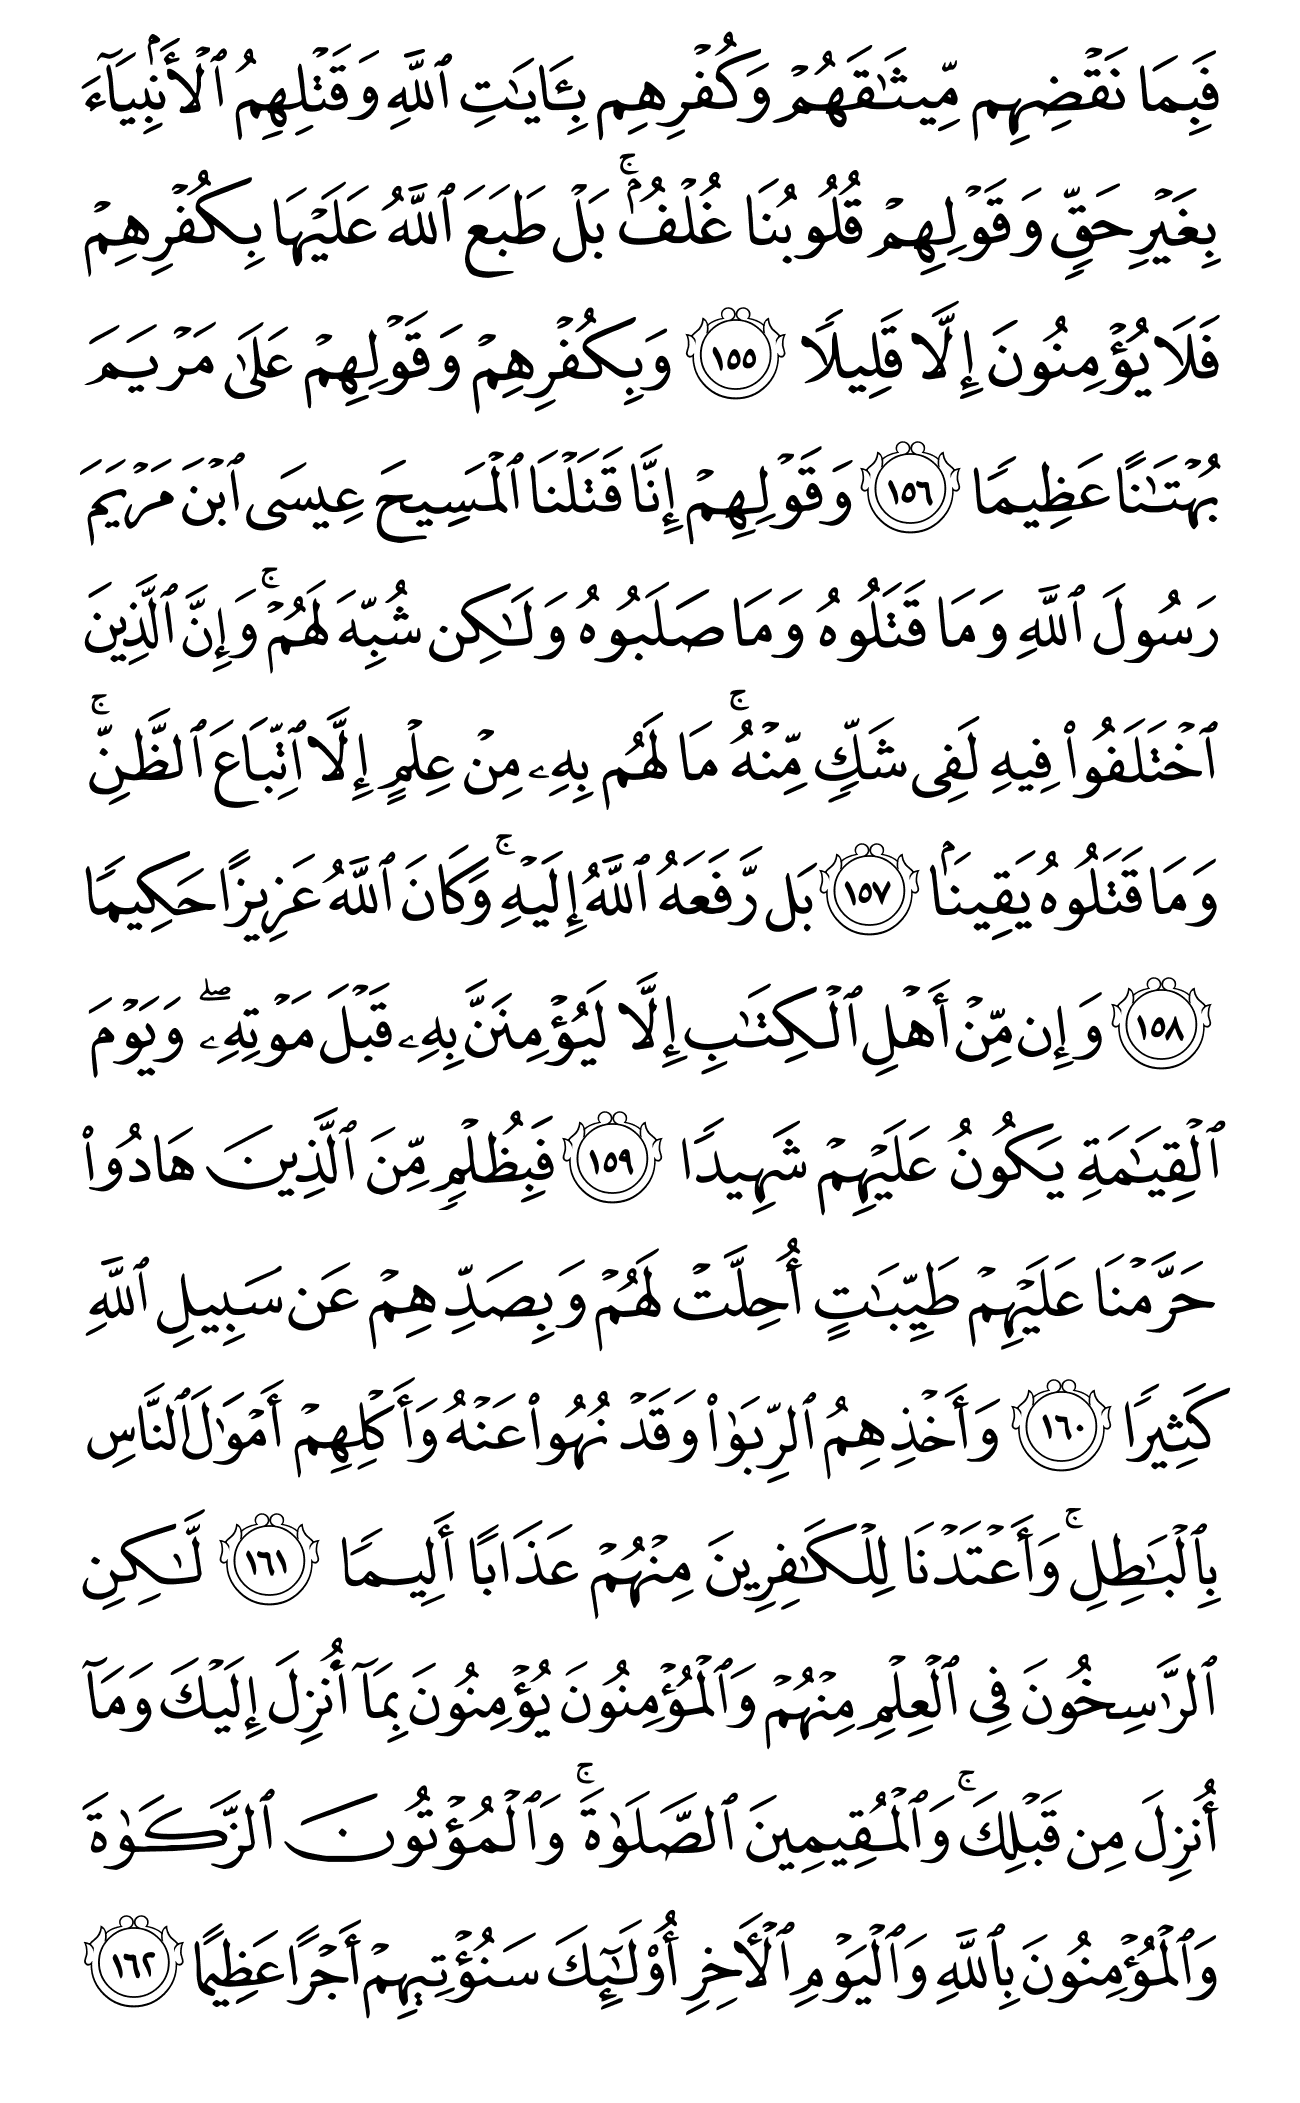 فَبِمَا نَقْضِهِم مِّيثَـٰقَهُمْ وَكُفْرِهِم بِـَٔايَـٰتِ ٱللَّهِ وَقَتْلِهِمُ ٱلْأَنۢبِيَآءَ
بِغَيْرِ حَقٍّ وَقَوْلِهِمْ قُلُوبُنَا غُلْفُۢ ۚ بَلْ طَبَعَ ٱللَّهُ عَلَيْهَا بِكُفْرِهِمْ
فَلَا يُؤْمِنُونَ إِلَّا قَلِيلًا ١٥٥ وَبِكُفْرِهِمْ وَقَوْلِهِمْ عَلَىٰ مَرْيَمَ
بُهْتَـٰنًا عَظِيمًا ١٥٦ وَقَوْلِهِمْ إِنَّا قَتَلْنَا ٱلْمَسِيحَ عِيسَى ٱبْنَ مَرْيَمَ
رَسُولَ ٱللَّهِ وَمَا قَتَلُوهُ وَمَا صَلَبُوهُ وَلَـٰكِن شُبِّهَ لَهُمْ ۚ وَإِنَّ ٱلَّذِينَ
ٱخْتَلَفُوا۟ فِيهِ لَفِى شَكٍّ مِّنْهُ ۚ مَا لَهُم بِهِۦ مِنْ عِلْمٍ إِلَّا ٱتِّبَاعَ ٱلظَّنِّ ۚ
وَمَا قَتَلُوهُ يَقِينَۢا ١٥٧ بَل رَّفَعَهُ ٱللَّهُ إِلَيْهِ ۚ وَكَانَ ٱللَّهُ عَزِيزًا حَكِيمًا
١٥٨ وَإِن مِّنْ أَهْلِ ٱلْكِتَـٰبِ إِلَّا لَيُؤْمِنَنَّ بِهِۦ قَبْلَ مَوْتِهِۦ ۖ وَيَوْمَ
ٱلْقِيَـٰمَةِ يَكُونُ عَلَيْهِمْ شَهِيدًا ١٥٩ فَبِظُلْمٍ مِّنَ ٱلَّذِينَ هَادُوا۟
حَرَّمْنَا عَلَيْهِمْ طَيِّبَـٰتٍ أُحِلَّتْ لَهُمْ وَبِصَدِّهِمْ عَن سَبِيلِ ٱللَّهِ
كَثِيرًا ١٦٠ وَأَخْذِهِمُ ٱلرِّبَوٰا۟ وَقَدْ نُهُوا۟ عَنْهُ وَأَكْلِهِمْ أَمْوَٰلَ ٱلنَّاسِ
بِٱلْبَـٰطِلِ ۚ وَأَعْتَدْنَا لِلْكَـٰفِرِينَ مِنْهُمْ عَذَابًا أَلِيمًا ١٦١ لَّـٰكِنِ
ٱلرَّٰسِخُونَ فِى ٱلْعِلْمِ مِنْهُمْ وَٱلْمُؤْمِنُونَ يُؤْمِنُونَ بِمَآ أُنزِلَ إِلَيْكَ وَمَآ
أُنزِلَ مِن قَبْلِكَ ۚ وَٱلْمُقِيمِينَ ٱلصَّلَوٰةَ ۚ وَٱلْمُؤْتُونَ ٱلزَّكَوٰةَ
وَٱلْمُؤْمِنُونَ بِٱللَّهِ وَٱلْيَوْمِ ٱلْـَٔاخِرِ أُو۟لَـٰٓئِكَ سَنُؤْتِيهِمْ أَجْرًا عَظِيمًا ١٦٢